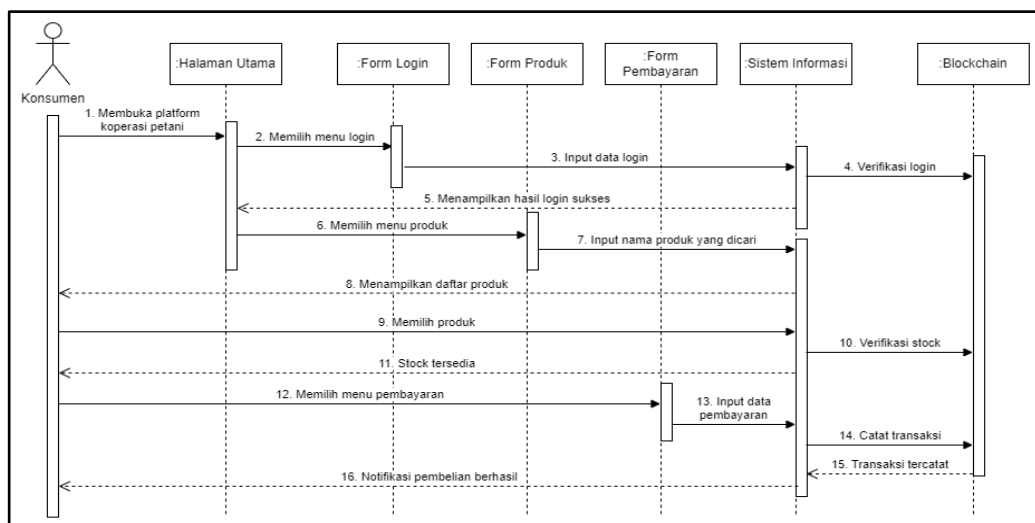 Konsumen
:Halaman Utama
:Form Login
:Form Produk
:Form
Pembayaran
:Sistem Informasi
:Blockchain
1. Membuka platform
koperasi petani
2. Memilih menu login
3. Input data login
4. Verifikasi login
5. Menampilkan hasil login sukses
6. Memilih menu produk
7. Input nama produk yang dicari
8. Menampilkan daftar produk
9. Memilih produk
10. Verifikasi stock
11. Stock tersedia
12. Memilih menu pembayaran
13. Input data
pembayaran
14. Catat transaksi
15. Transaksi tercatat
16. Notifikasi pembelian berhasil